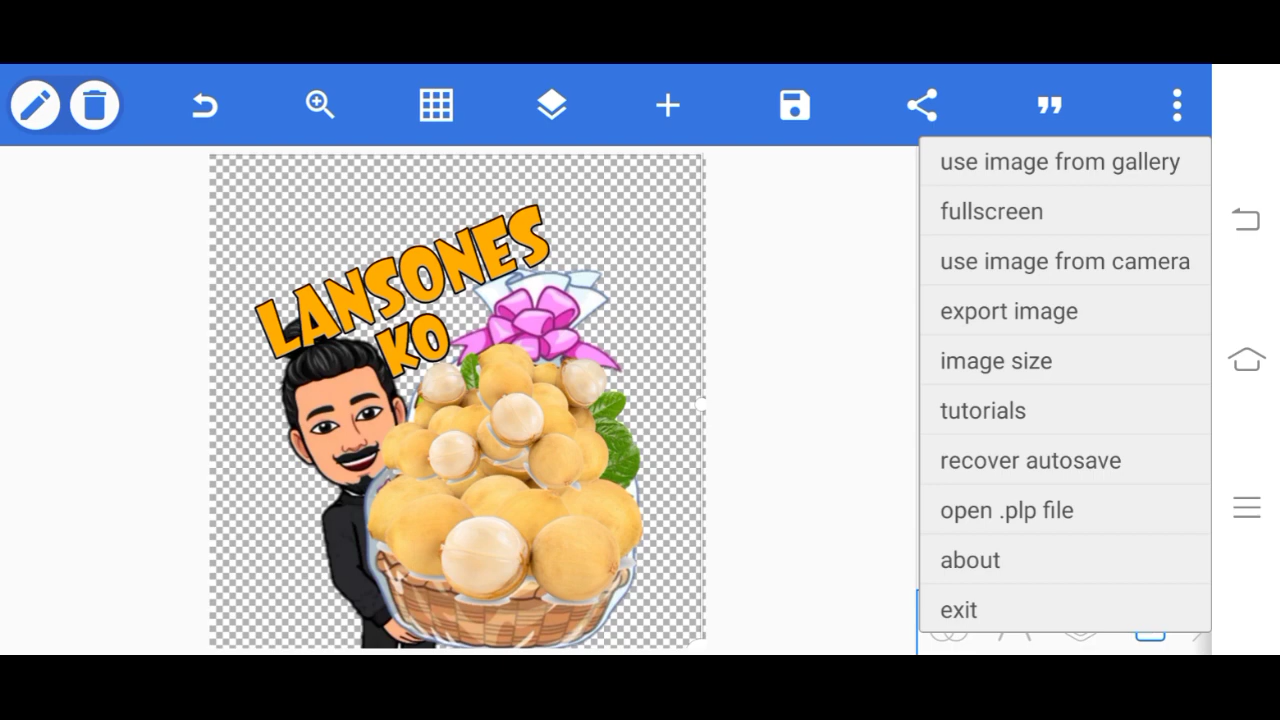 LANSONES
KO
use image from gallery
fullscreen
use image from camera
export image
image size
tutorials
recover autosave
open .plp file
about
exit